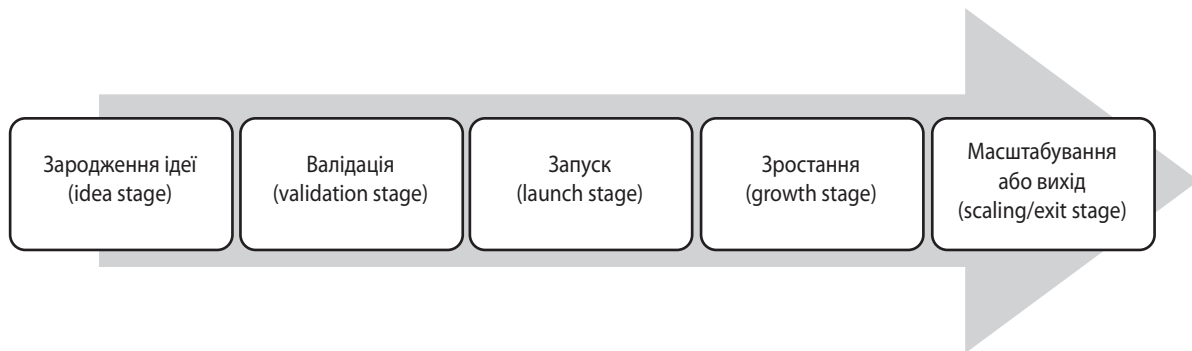 Зародження ідеї
(idea stage)
Валідація
(validation stage)
Запуск
(launch stage)
Зростання
(growth stage)
Масштабування
або вихід
(scaling/exit stage)